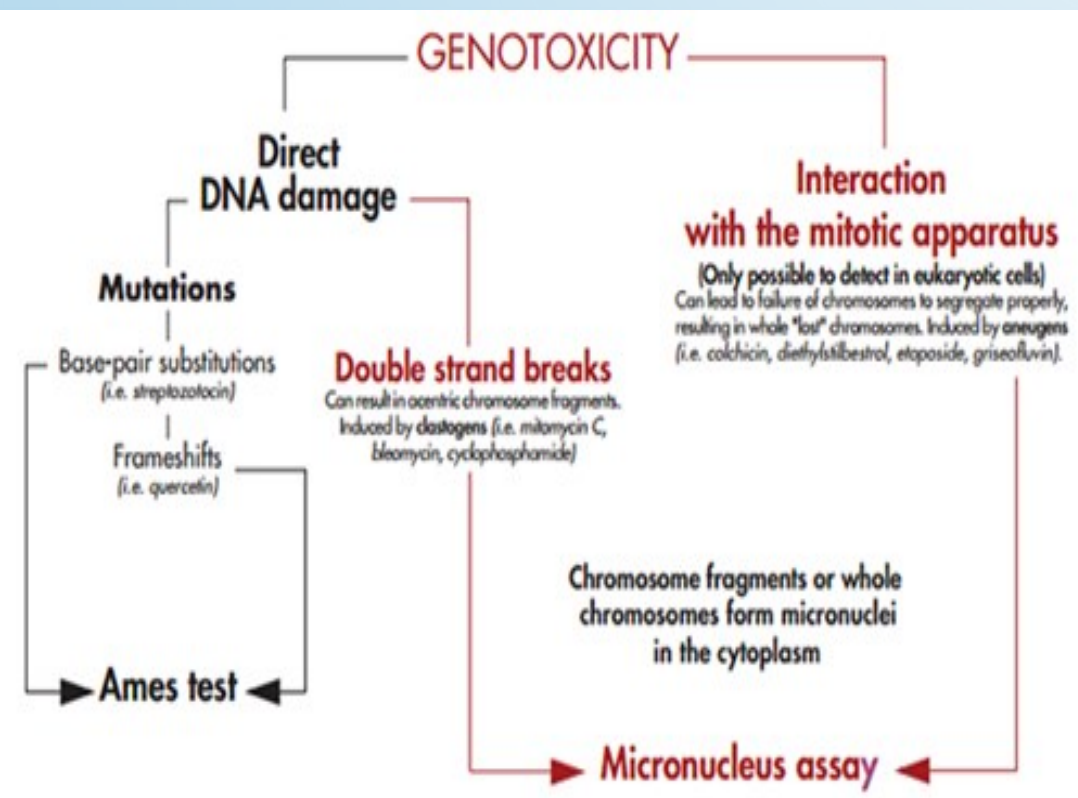 GENOTOXICITY
Direct
DNA damage
Interaction
with the mitotic apparatus
(Only possible to detect in eukaryotic cells)
Can lead to failure of chromosomes to segregate properly,
resulting in whole "lost" chromosomes. Induced by aneugens
(i.e. colchicin, diethylstilbestrol, etoposide, griseofluvin).
Mutations
Base-pair substitutions
(i.e. streptozotocin)
Frameshifts
(i.e. quercetin)
Double strand breaks
Can result in acentric chromosome fragments.
Induced by clastogens (i.e. mitomycin C,
bleomycin, cyclophosphamide)
Chromosome fragments or whole
chromosomes form micronuclei
in the cytoplasm
Ames test
Micronucleus assay